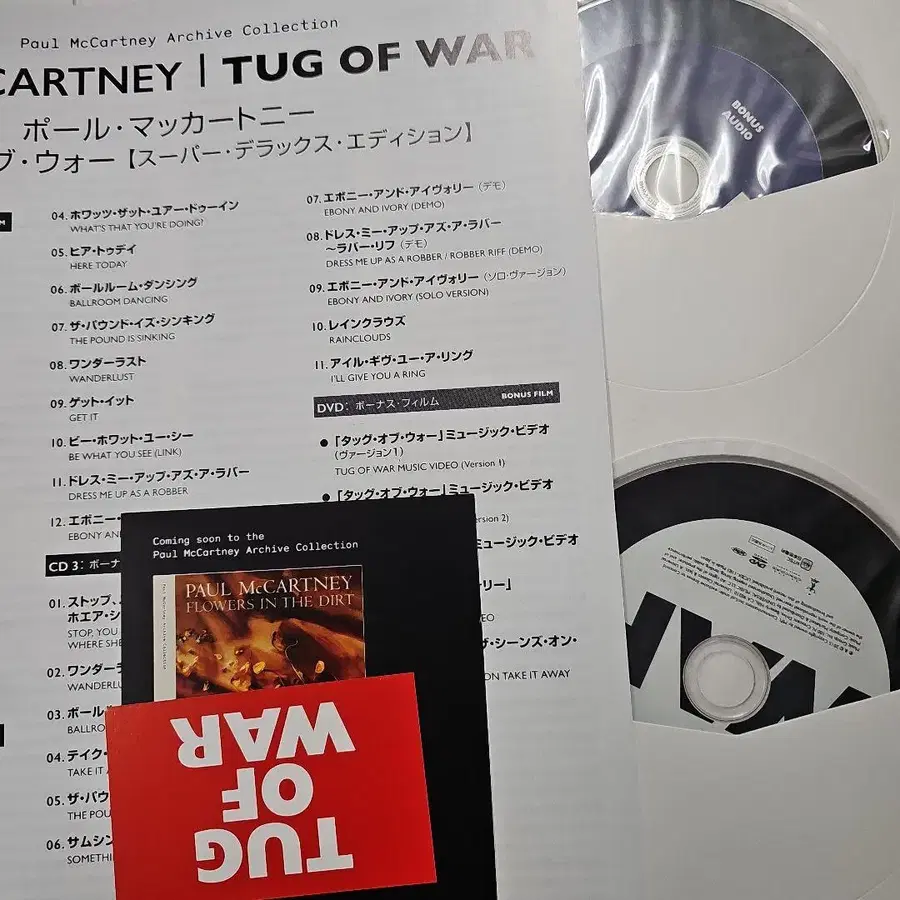 Paul McCartney Archive Collection
CARTNEY | TUG OF WAR
ポール・マッカートニー
ブ・ウォー【スーパー・デラックス・エディション】
04. ホワッツ・ザット・ユアー・ドゥーイン
WHAT'S THAT YOU'RE DOING?
05. ヒア・トゥデイ
HERE TODAY
06. ボールルーム・ダンシング
BALLROOM DANCING
07. ザ・パウンド・イズ・シンキング
THE POUND IS SINKING
08. ワンダーラスト
WANDERLUST
09. ゲット・イット
GET IT
10. ビー・ホワット・ユー・シー
BE WHAT YOU SEE (LINK)
11. ドレス・ミー・アップ・アズ・ア・ラバー
DRESS ME UP AS A ROBBER
12. エボニー・
EBONY AN
CD 3: ボーナ
01. ストップ、
ホエア・シ
STOP, YOU
WHERE SHE
02. ワンダーラ
WANDERLU
03. ボール
BALLRO
04. テイク・
TAKE IT A
05. ザ・パウ
THE POU
06. サムシン
SOMETHI
07. エボニー・アンド・アイヴォリー（デモ）
EBONY AND IVORY (DEMO)
08. ドレス・ミー・アップ・アズ・ア・ラバー
〜ラバー・リフ（デモ）
DRESS ME UP AS A ROBBER / ROBBER RIFF (DEMO)
09. エボニー・アンド・アイヴォリー（ソロ・ヴァージョン）
EBONY AND IVORY (SOLO VERSION)
10. レインクラウズ
RAINCLOUDS
11. アイル・ギヴ・ユー・ア・リング
I'LL GIVE YOU A RING
DVD: ボーナス・フィルム BONUS FILM
● 「タッグ・オブ・ウォー」ミュージック・ビデオ
（ヴァージョン1）
TUG OF WAR MUSIC VIDEO (Version 1)
● 「タッグ・オブ・ウォー」ミュージック・ビデオ
ersion 2)
ミュージック・ビデオ
リー」
EO
ザ・シーンズ・オン・
ON TAKE IT AWAY
Coming soon to the
Paul McCartney Archive Collection
PAUL McCARTNEY
FLOWERS IN THE DIRT
TUG
OF
WAR
BONUS
AUDIO
DVD